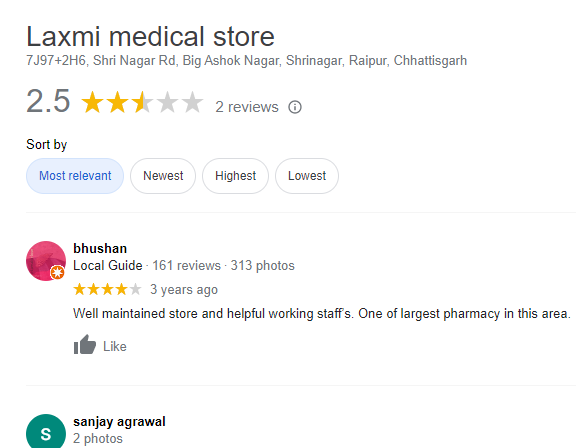 Laxmi medical store
7J97+2H6, Shri Nagar Rd, Big Ashok Nagar, Shrinagar, Raipur, Chhattisgarh
2.5 2 reviews
Sort by
Most relevant Newest Highest Lowest
bhushan
Local Guide · 161 reviews · 313 photos
3 years ago
Well maintained store and helpful working staff's. One of largest pharmacy in this area.
Like
S sanjay agrawal
2 photos